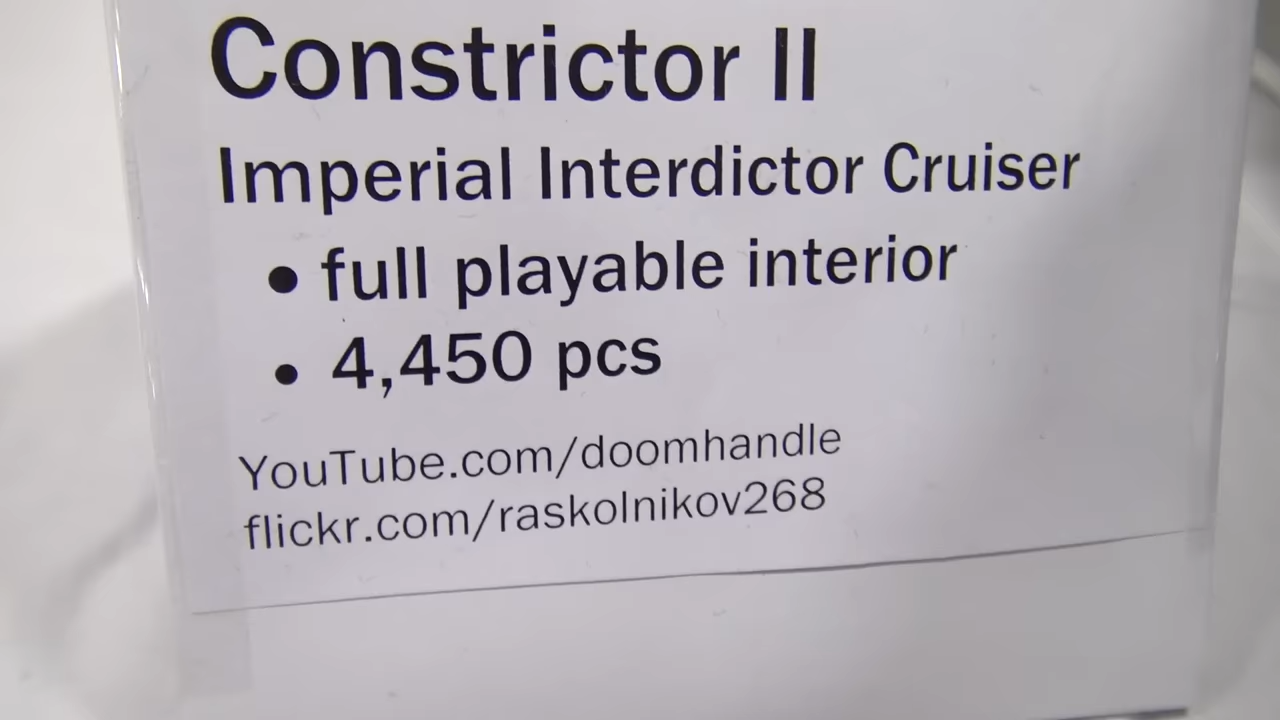 Constrictor II
Imperial Interdictor Cruiser
• full playable interior
• 4,450 pcs
YouTube.com/doomhandle
flickr.com/raskolnikov268